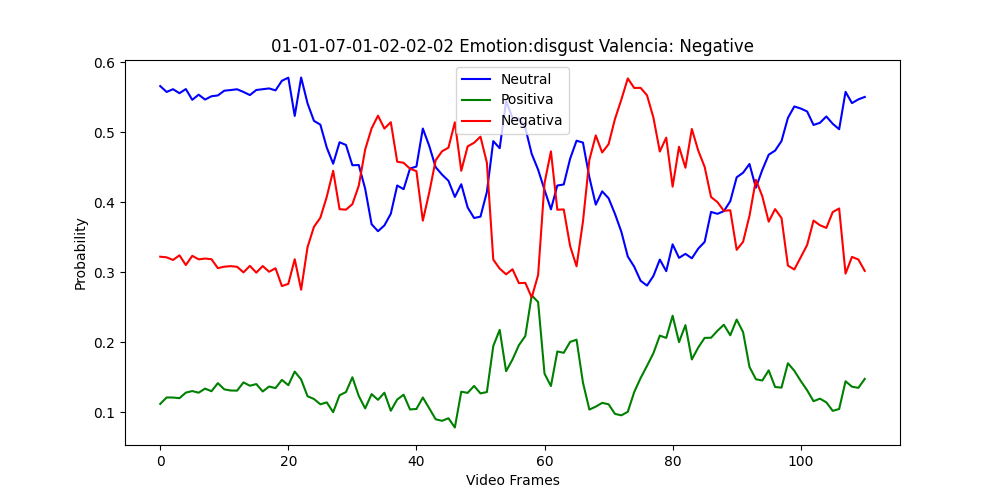 01-01-07-01-02-02-02 Emotion:disgust Valencia: Negative
Neutral
Positiva
Negativa
Probability
0.6
0.5
0.4
0.3
0.2
0.1
0 20 40 60 80 100
Video Frames